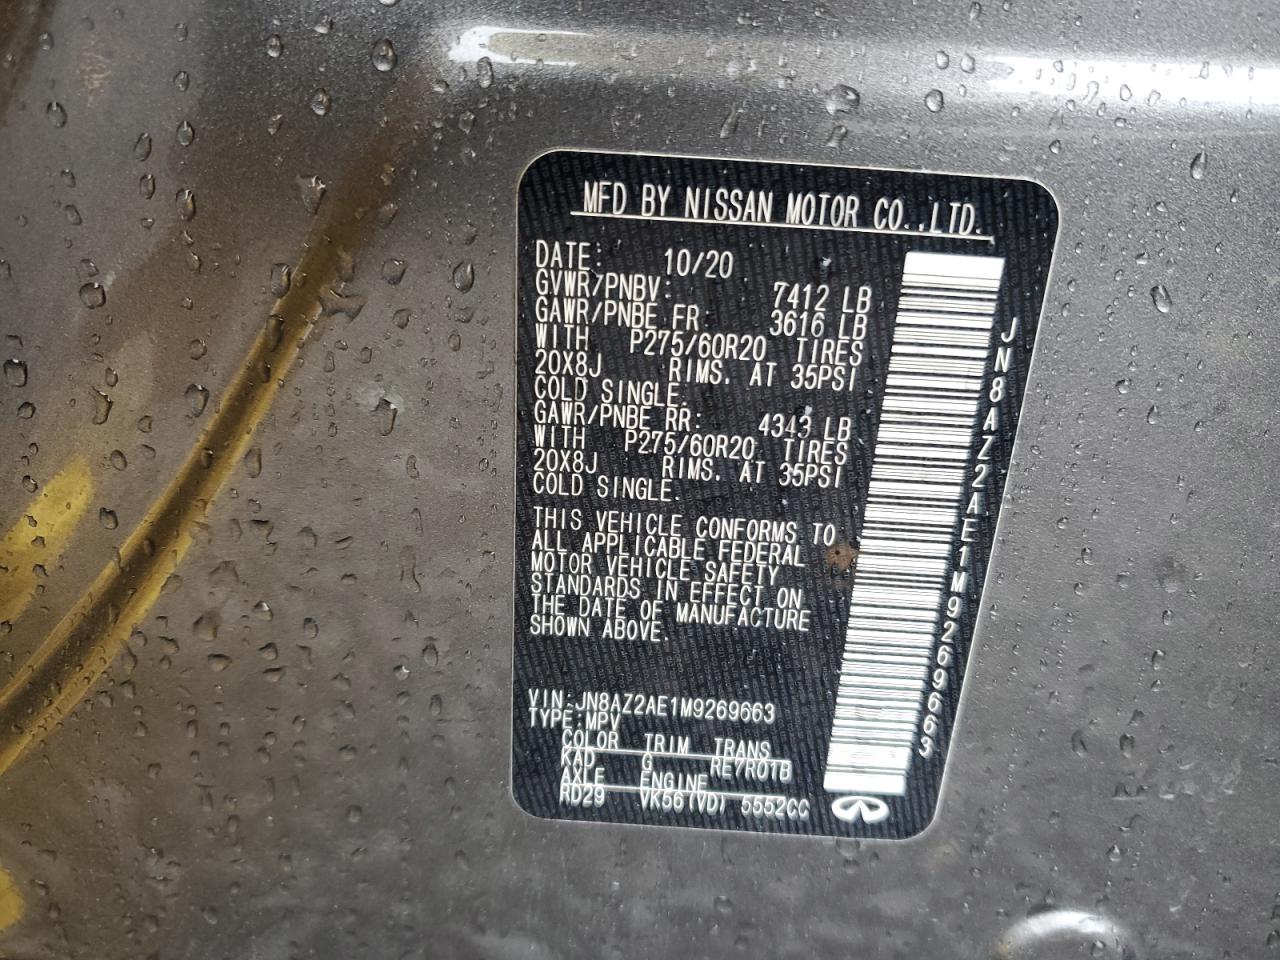 MFD BY NISSAN MOTOR CO.,LTD.
DATE: 10/20
GVWR/PNBV: 7412 LB
GAWR/PNBE FR: 3616 LB
WITH P275/60R20 TIRES
20X8J RIMS. AT 35PSI
COLD SINGLE.
GAWR/PNBE RR: 4343 LB
WITH P275/60R20 TIRES
20X8J RIMS. AT 35PSI
COLD SINGLE.
THIS VEHICLE CONFORMS TO
ALL APPLICABLE FEDERAL
MOTOR VEHICLE SAFETY
STANDARDS IN EFFECT ON
THE DATE OF MANUFACTURE
SHOWN ABOVE.
VIN:JN8AZ2AE1M9269663
TYPE:MPV
COLOR TRIM TRANS
KAD G RE7R01B
AXLE ENGINE
RD29 VK56(VD) 5552CC
JN8AZ2AE1M9269663